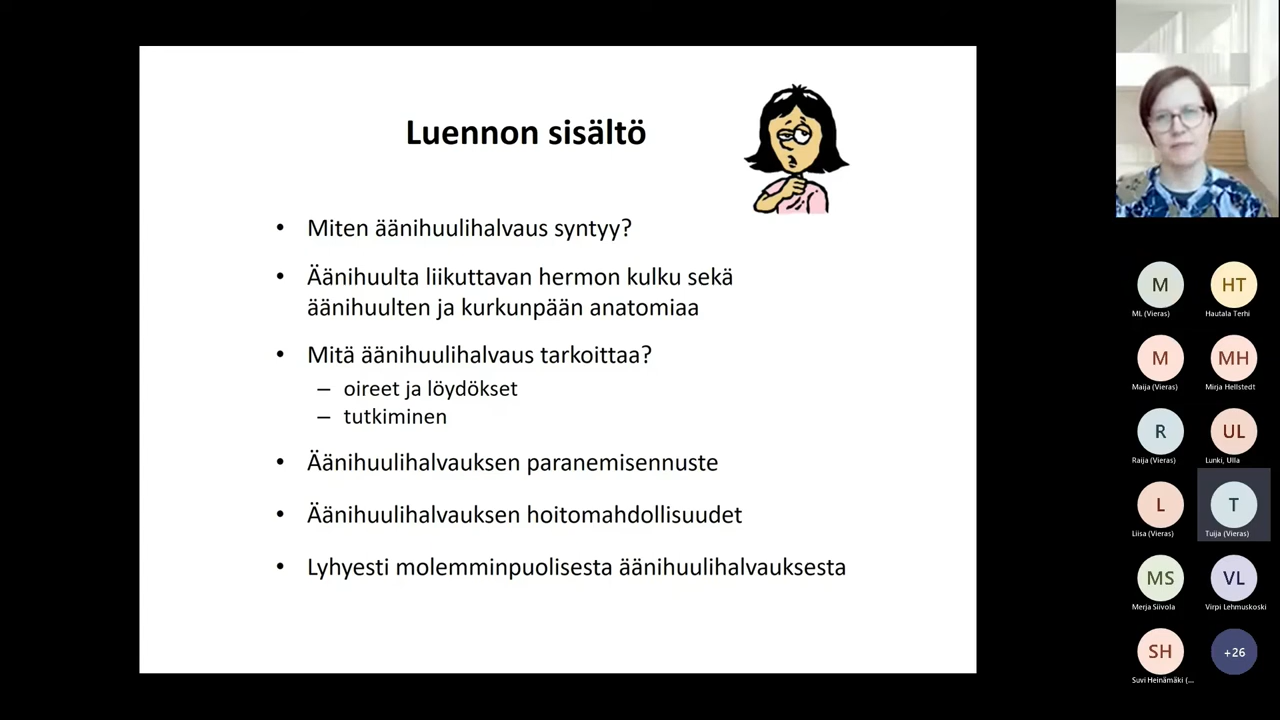 Luennon sisältö
• Miten äänihuulihalvaus syntyy?
• Äänihuulta liikuttavan hermon kulku sekä
äänihuulten ja kurkunpään anatomiaa
• Mitä äänihuulihalvaus tarkoittaa?
– oireet ja löydökset
– tutkiminen
• Äänihuulihalvauksen paranemisennuste
• Äänihuulihalvauksen hoitomahdollisuudet
• Lyhyesti molemminpuolisesta äänihuulihalvauksesta
M HT
ML (Vieras) Hautala Terhi
M MH
Maija (Vieras) Mirja Hellstedt
R UL
Raija (Vieras) Lunki, Ulla
L T
Liisa (Vieras) Tuija (Vieras)
MS VL
Merja Siivola Virpi Lehmuskoski
SH +26
Suvi Heinämäki (...